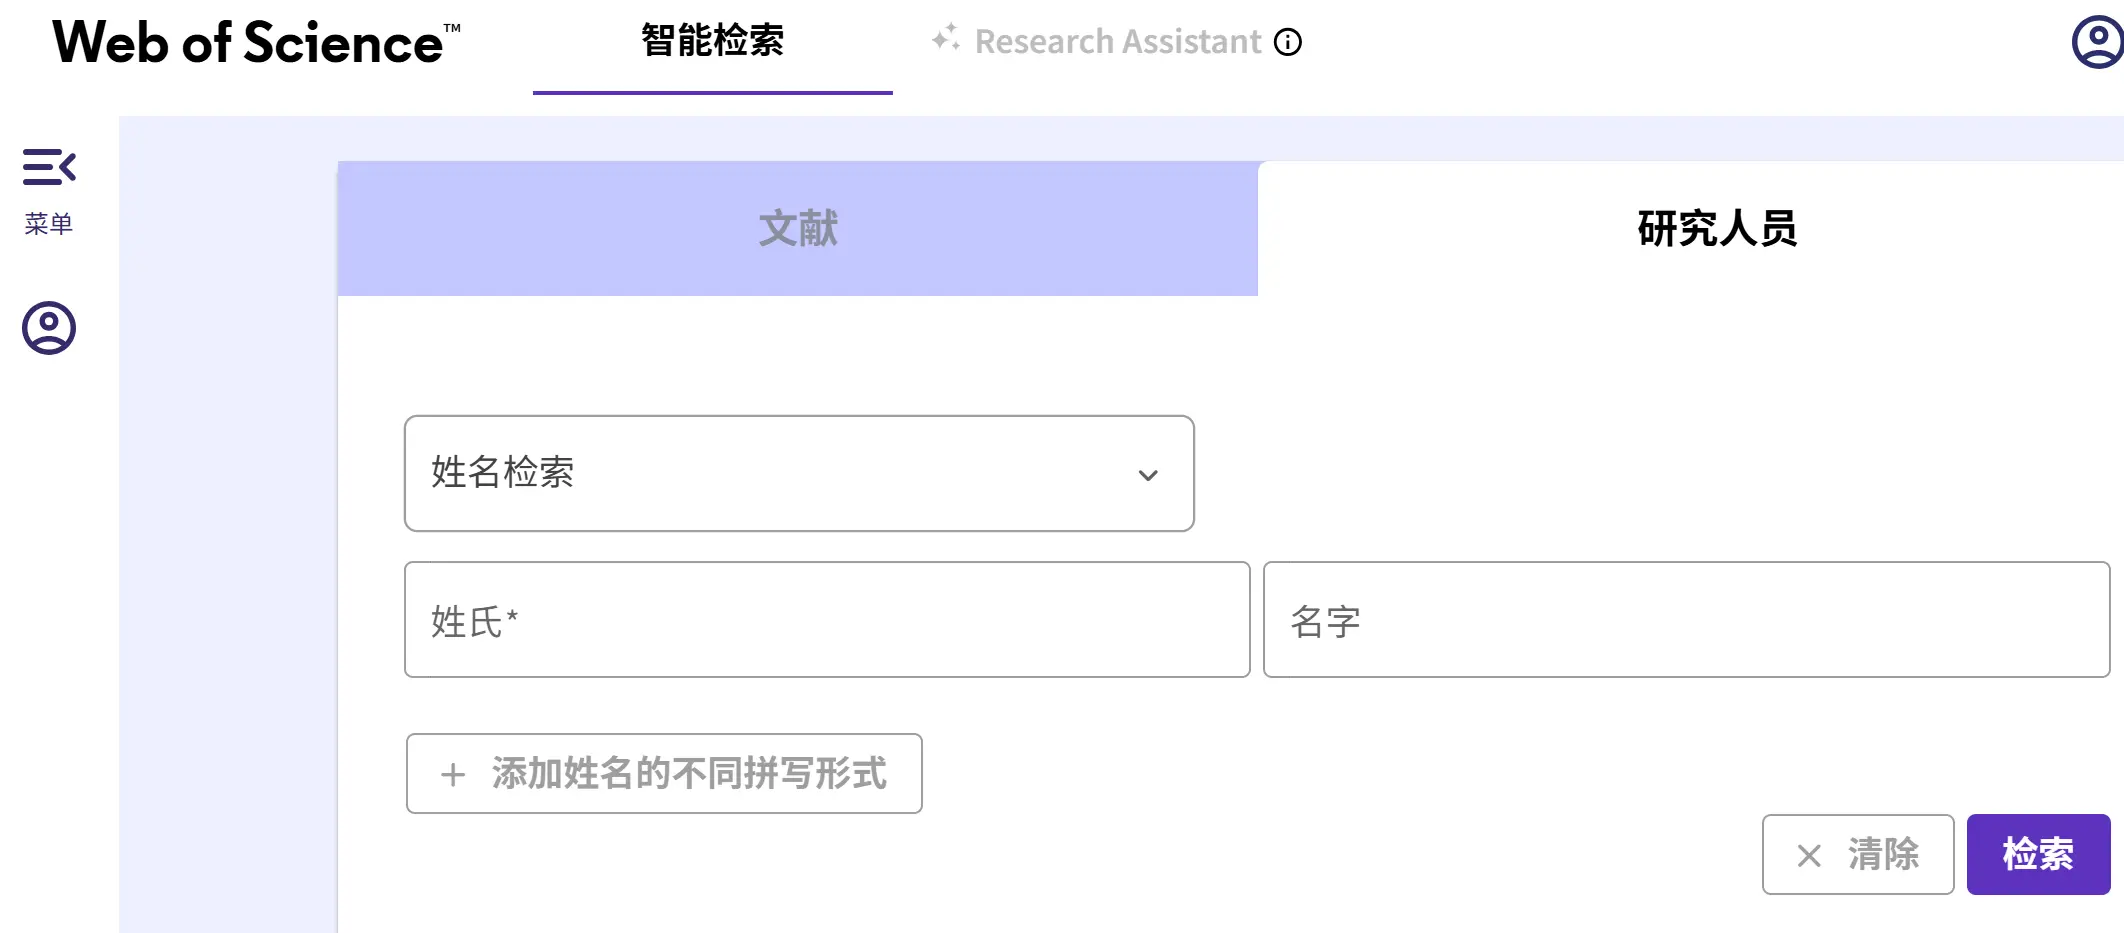 Web of Science™
智能检索
Research Assistant
菜单
文献
研究人员
姓名检索
姓氏*
名字
+ 添加姓名的不同拼写形式
× 清除
检索